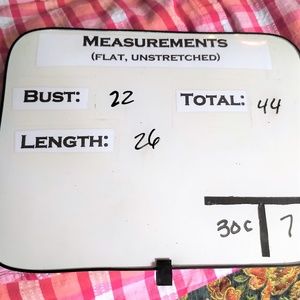 MEASUREMENTS
(FLAT, UNSTRETCHED)
BUST: 22 TOTAL: 44
LENGTH: 26
30C 7